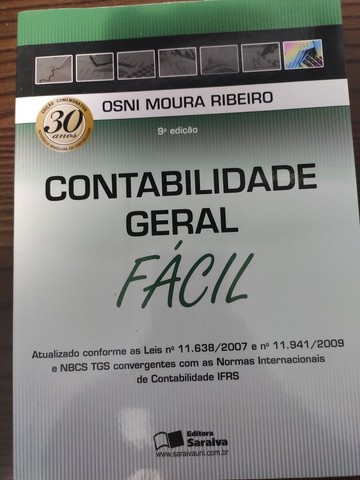 OSNI MOURA RIBEIRO
9ª edição
EDIÇÃO COMEMORATIVA
30
anos
CONTABILIDADE
GERAL
FÁCIL
Atualizado conforme as Leis nº 11.638/2007 e nº 11.941/2009
e NBCS TGS convergentes com as Normas Internacionais
de Contabilidade IFRS
Editora
Saraiva
www.saraivauni.com.br